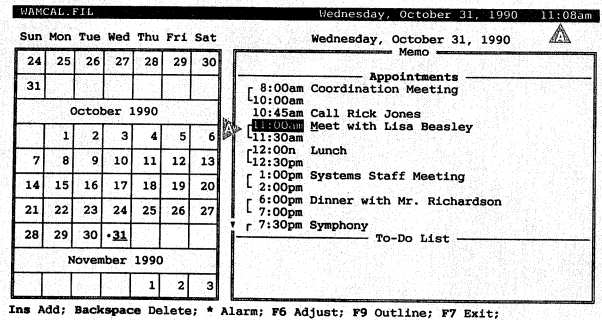 WAMCAL.FIL Wednesday, October 31, 1990 11:08am
Sun Mon Tue Wed Thu Fri Sat
24 25 26 27 28 29 30
31
October 1990
1 2 3 4 5 6
7 8 9 10 11 12 13
14 15 16 17 18 19 20
21 22 23 24 25 26 27
28 29 30 •31
November 1990
1 2 3
Wednesday, October 31, 1990
A
Memo
Appointments
8:00am Coordination Meeting
10:00am
10:45am Call Rick Jones
A
11:00am Meet with Lisa Beasley
11:30am
12:00n Lunch
12:30pm
1:00pm Systems Staff Meeting
2:00pm
6:00pm Dinner with Mr. Richardson
7:00pm
7:30pm Symphony
To-Do List
Ins Add; Backspace Delete; * Alarm; F6 Adjust; F9 Outline; F7 Exit;